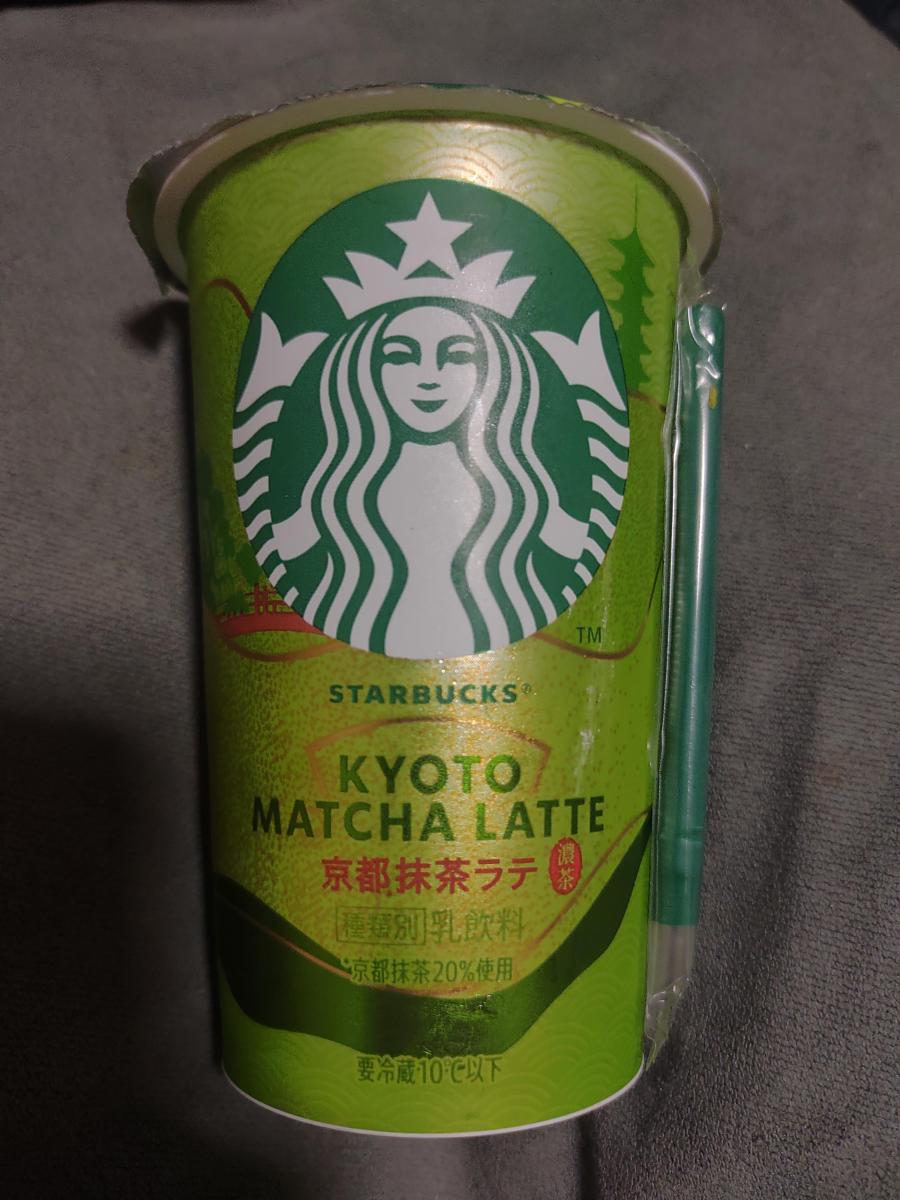 TM
STARBUCKS®
KYOTO
MATCHA LATTE
京都抹茶ラテ 濃茶
種類別 乳飲料
京都抹茶20%使用
要冷蔵10℃以下